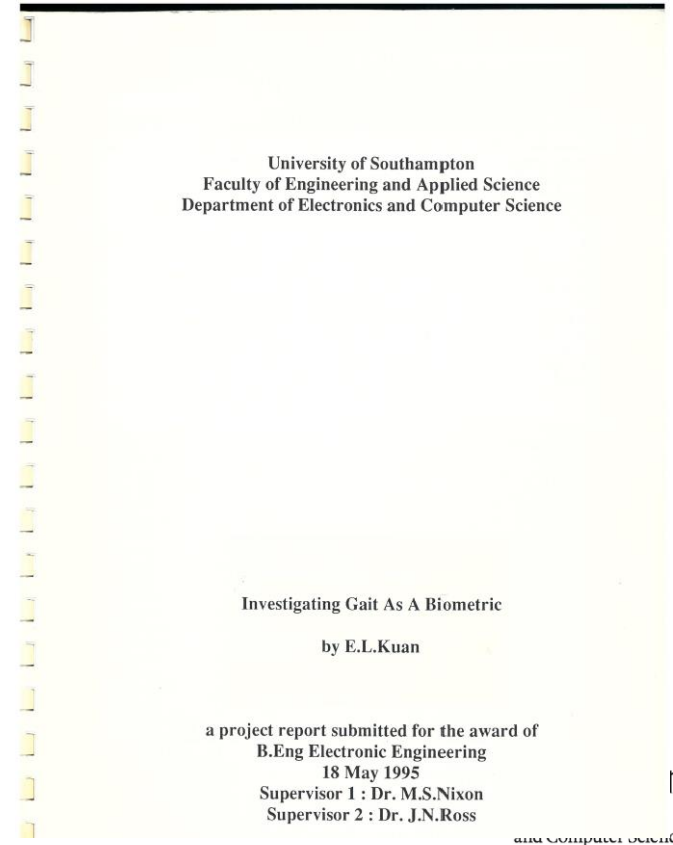 University of Southampton
Faculty of Engineering and Applied Science
Department of Electronics and Computer Science
Investigating Gait As A Biometric
by E.L.Kuan
a project report submitted for the award of
B.Eng Electronic Engineering
18 May 1995
Supervisor 1 : Dr. M.S.Nixon
Supervisor 2 : Dr. J.N.Ross
and Computer